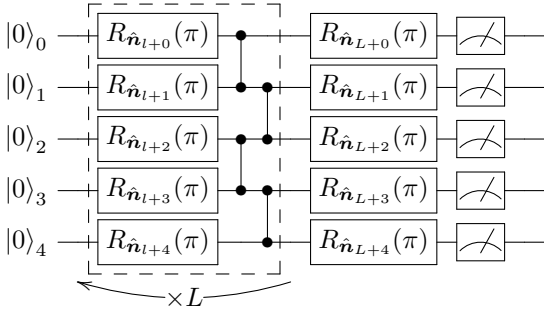 |0⟩₀ R_{n̂_{l+0}}(π) R_{n̂_{L+0}}(π)
|0⟩₁ R_{n̂_{l+1}}(π) R_{n̂_{L+1}}(π)
|0⟩₂ R_{n̂_{l+2}}(π) R_{n̂_{L+2}}(π)
|0⟩₃ R_{n̂_{l+3}}(π) R_{n̂_{L+3}}(π)
|0⟩₄ R_{n̂_{l+4}}(π) R_{n̂_{L+4}}(π)
×L